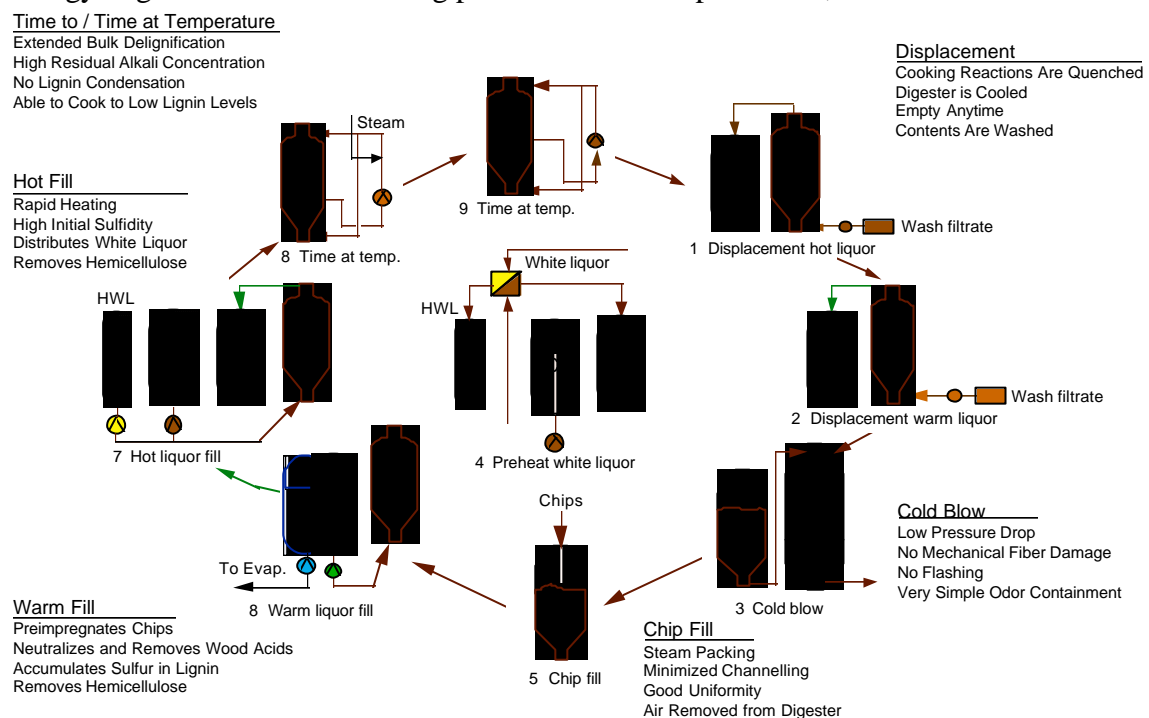 Time to / Time at Temperature
Extended Bulk Delignification
High Residual Alkali Concentration
No Lignin Condensation
Able to Cook to Low Lignin Levels
Displacement
Cooking Reactions Are Quenched
Digester is Cooled
Empty Anytime
Contents Are Washed
Steam
9 Time at temp.
Hot Fill
Rapid Heating
High Initial Sulfidity
Distributes White Liquor
Removes Hemicellulose
8 Time at temp.
Wash filtrate
1 Displacement hot liquor
White liquor
HWL
HWL
Wash filtrate
2 Displacement warm liquor
7 Hot liquor fill
4 Preheat white liquor
Chips
Cold Blow
Low Pressure Drop
No Mechanical Fiber Damage
No Flashing
Very Simple Odor Containment
To Evap.
8 Warm liquor fill
3 Cold blow
Warm Fill
Preimpregnates Chips
Neutralizes and Removes Wood Acids
Accumulates Sulfur in Lignin
Removes Hemicellulose
5 Chip fill
Chip Fill
Steam Packing
Minimized Channelling
Good Uniformity
Air Removed from Digester